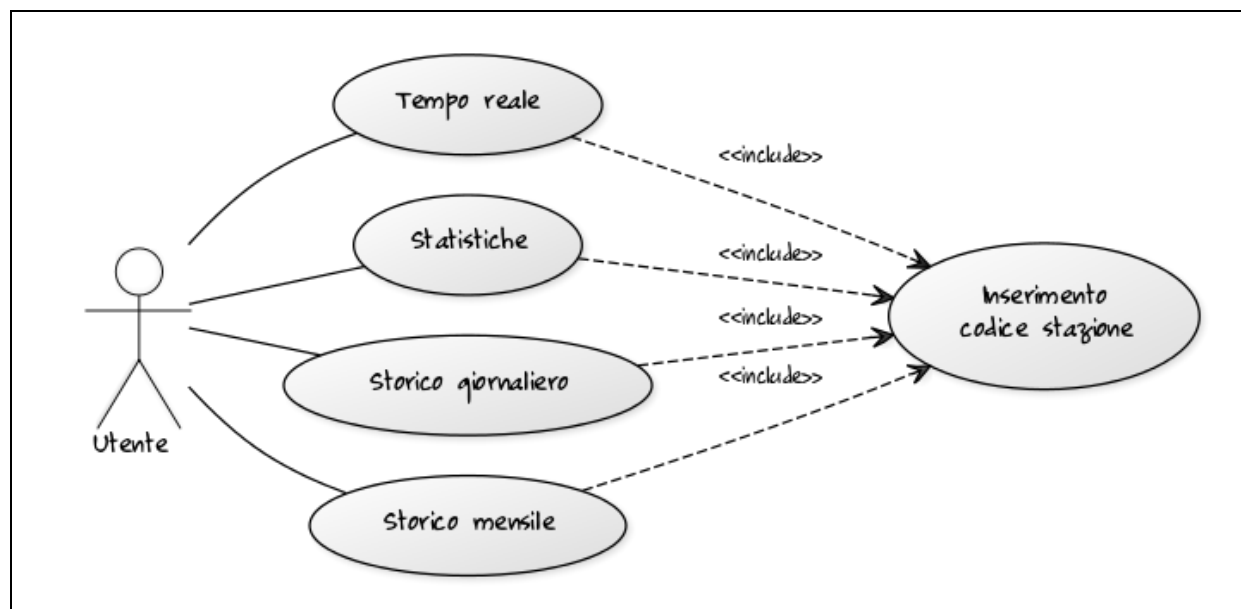 Tempo reale
<<include>>
Statistiche
<<include>>
Inserimento
codice stazione
<<include>>
Storico giornaliero
<<include>>
Utente
Storico mensile